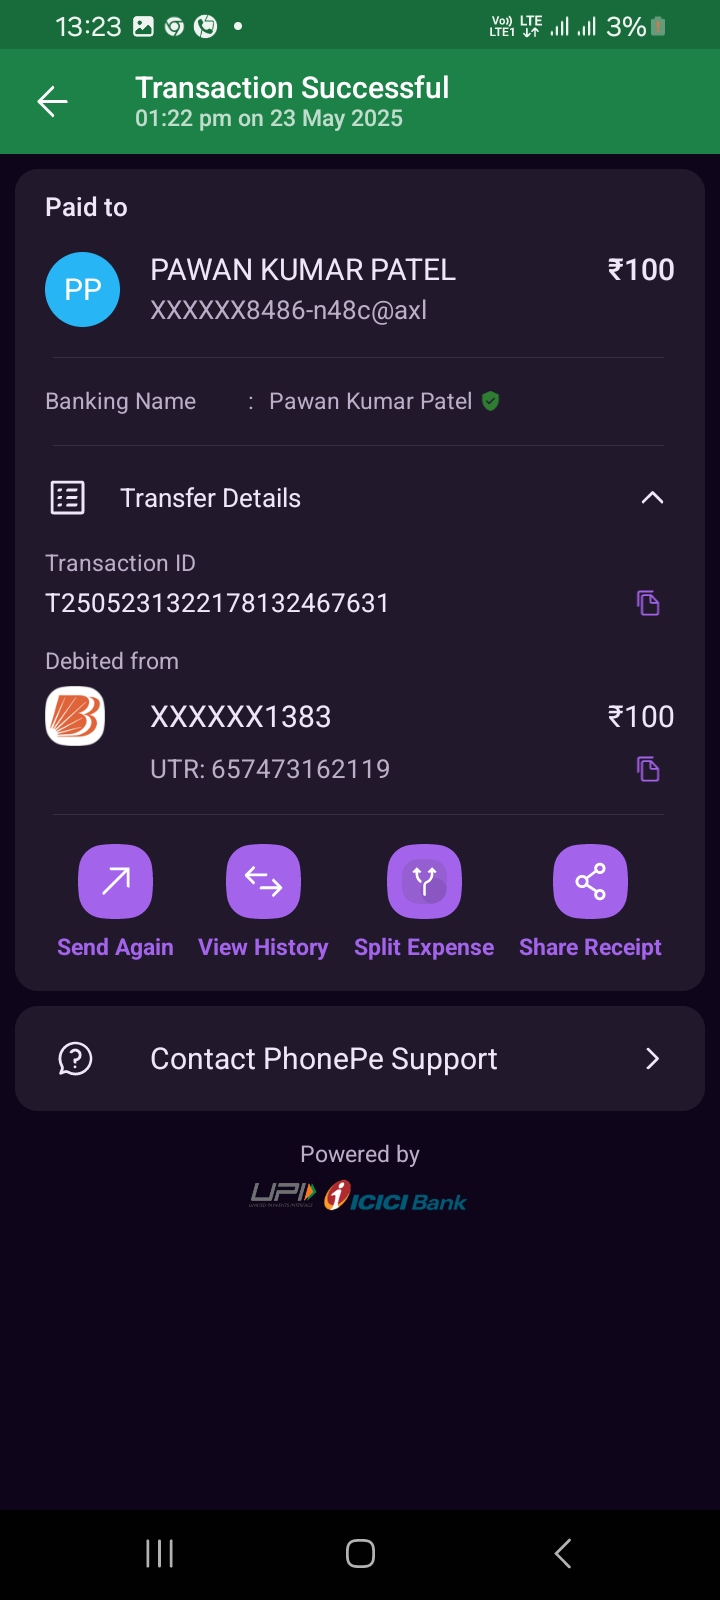 13:23 Vo) LTE1 LTE 3%
Transaction Successful
01:22 pm on 23 May 2025
Paid to
PP PAWAN KUMAR PATEL ₹100
XXXXXX8486-n48c@axl
Banking Name : Pawan Kumar Patel
Transfer Details
Transaction ID
T2505231322178132467631
Debited from
XXXXXX1383 ₹100
UTR: 657473162119
Send Again View History Split Expense Share Receipt
Contact PhonePe Support
Powered by
UPI ICICI Bank
UNIFIED PAYMENTS INTERFACE